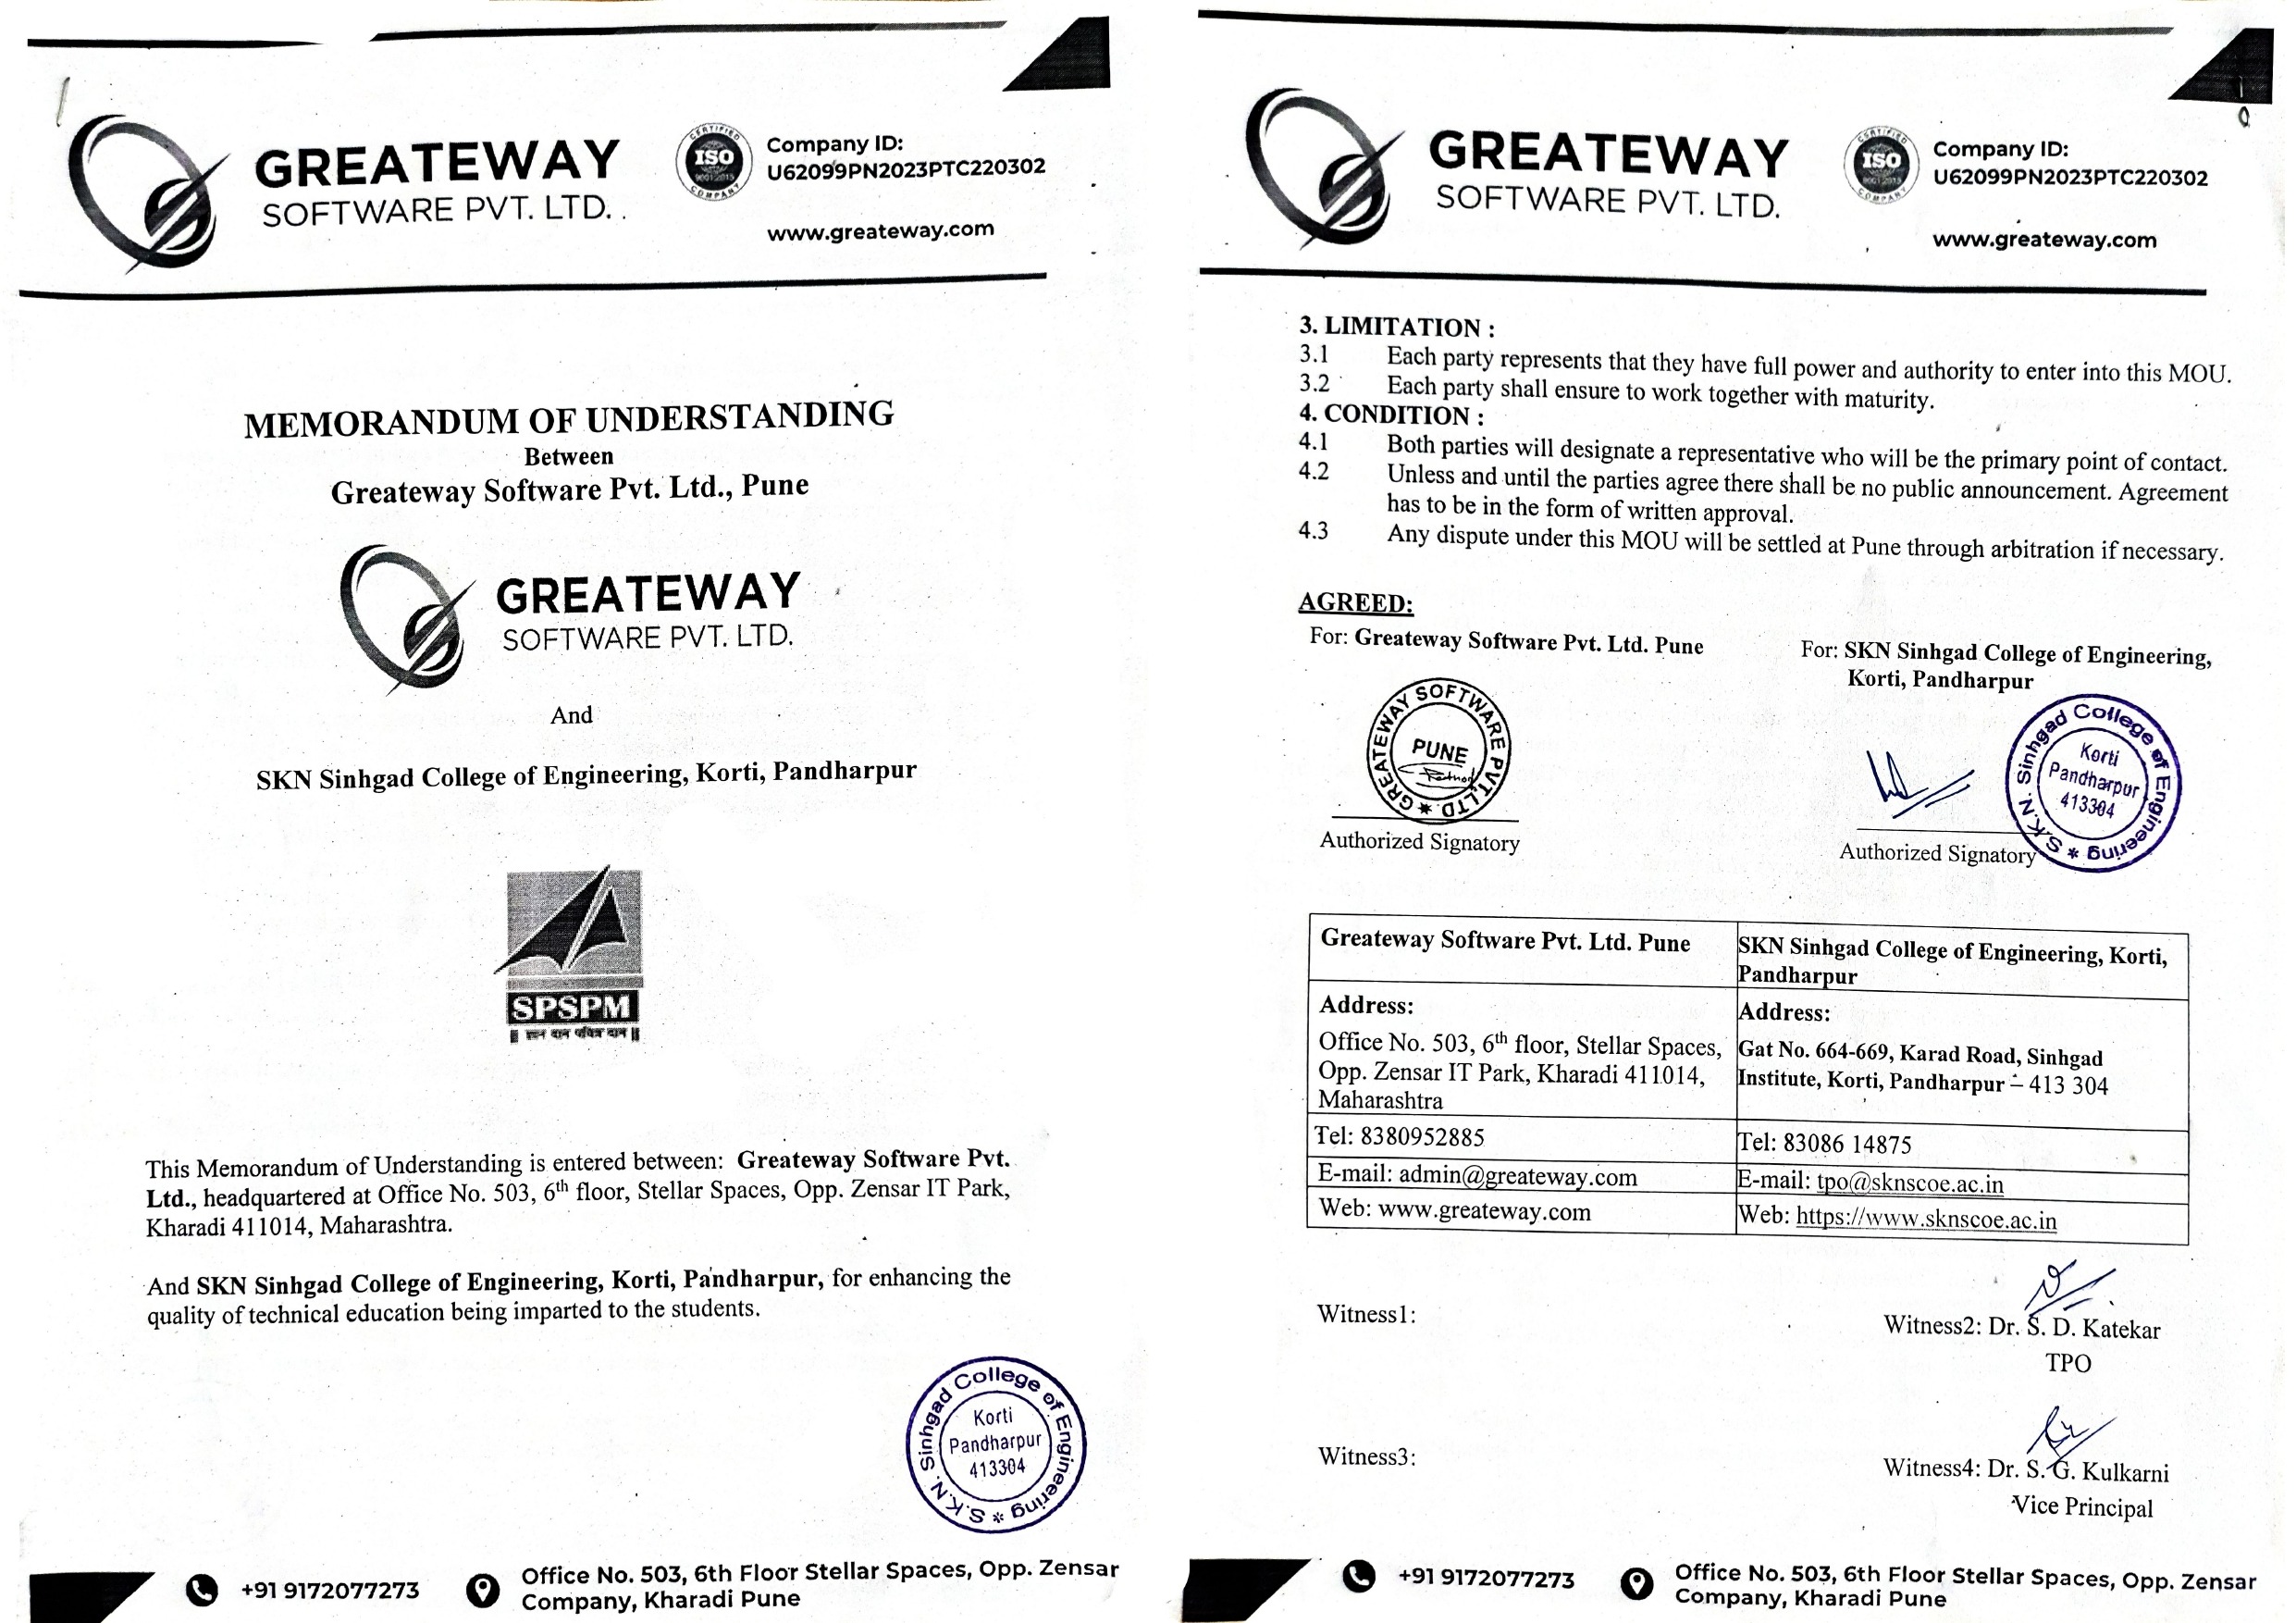 GREATEWAY
SOFTWARE PVT. LTD.
CERTIFIED
ISO
9001:2015
COMPANY
Company ID:
U62099PN2023PTC220302
www.greateway.com
MEMORANDUM OF UNDERSTANDING
Between
Greateway Software Pvt. Ltd., Pune
GREATEWAY
SOFTWARE PVT. LTD.
And
SKN Sinhgad College of Engineering, Korti, Pandharpur
SPSPM
This Memorandum of Understanding is entered between: Greateway Software Pvt.
Ltd., headquartered at Office No. 503, 6th floor, Stellar Spaces, Opp. Zensar IT Park,
Kharadi 411014, Maharashtra.
And SKN Sinhgad College of Engineering, Korti, Pandharpur, for enhancing the
quality of technical education being imparted to the students.
S.K.N. Sinhgad College of Engineering *
Korti
Pandharpur
413304
+91 9172077273
Office No. 503, 6th Floor Stellar Spaces, Opp. Zensar
Company, Kharadi Pune
GREATEWAY
SOFTWARE PVT. LTD.
CERTIFIED
ISO
9001:2015
COMPANY
Company ID:
U62099PN2023PTC220302
www.greateway.com
3. LIMITATION :
3.1 Each party represents that they have full power and authority to enter into this MOU.
3.2 Each party shall ensure to work together with maturity.
4. CONDITION :
4.1 Both parties will designate a representative who will be the primary point of contact.
4.2 Unless and until the parties agree there shall be no public announcement. Agreement
has to be in the form of written approval.
4.3 Any dispute under this MOU will be settled at Pune through arbitration if necessary.
AGREED:
For: Greateway Software Pvt. Ltd. Pune
For: SKN Sinhgad College of Engineering,
Korti, Pandharpur
GREATEWAY SOFTWARE PVT. LTD *
PUNE
Authorized Signatory
S.K.N. Sinhgad College of Engineering *
Korti
Pandharpur
413304
Authorized Signatory
Greateway Software Pvt. Ltd. Pune
SKN Sinhgad College of Engineering, Korti,
Pandharpur
Address:
Office No. 503, 6th floor, Stellar Spaces,
Opp. Zensar IT Park, Kharadi 411014,
Maharashtra
Address:
Gat No. 664-669, Karad Road, Sinhgad
Institute, Korti, Pandharpur – 413 304
Tel: 8380952885
Tel: 83086 14875
E-mail: admin@greateway.com
E-mail: tpo@sknscoe.ac.in
Web: www.greateway.com
Web: https://www.sknscoe.ac.in
Witness1:
Witness2: Dr. S. D. Katekar
TPO
Witness3:
Witness4: Dr. S. G. Kulkarni
Vice Principal
+91 9172077273
Office No. 503, 6th Floor Stellar Spaces, Opp. Zensar
Company, Kharadi Pune